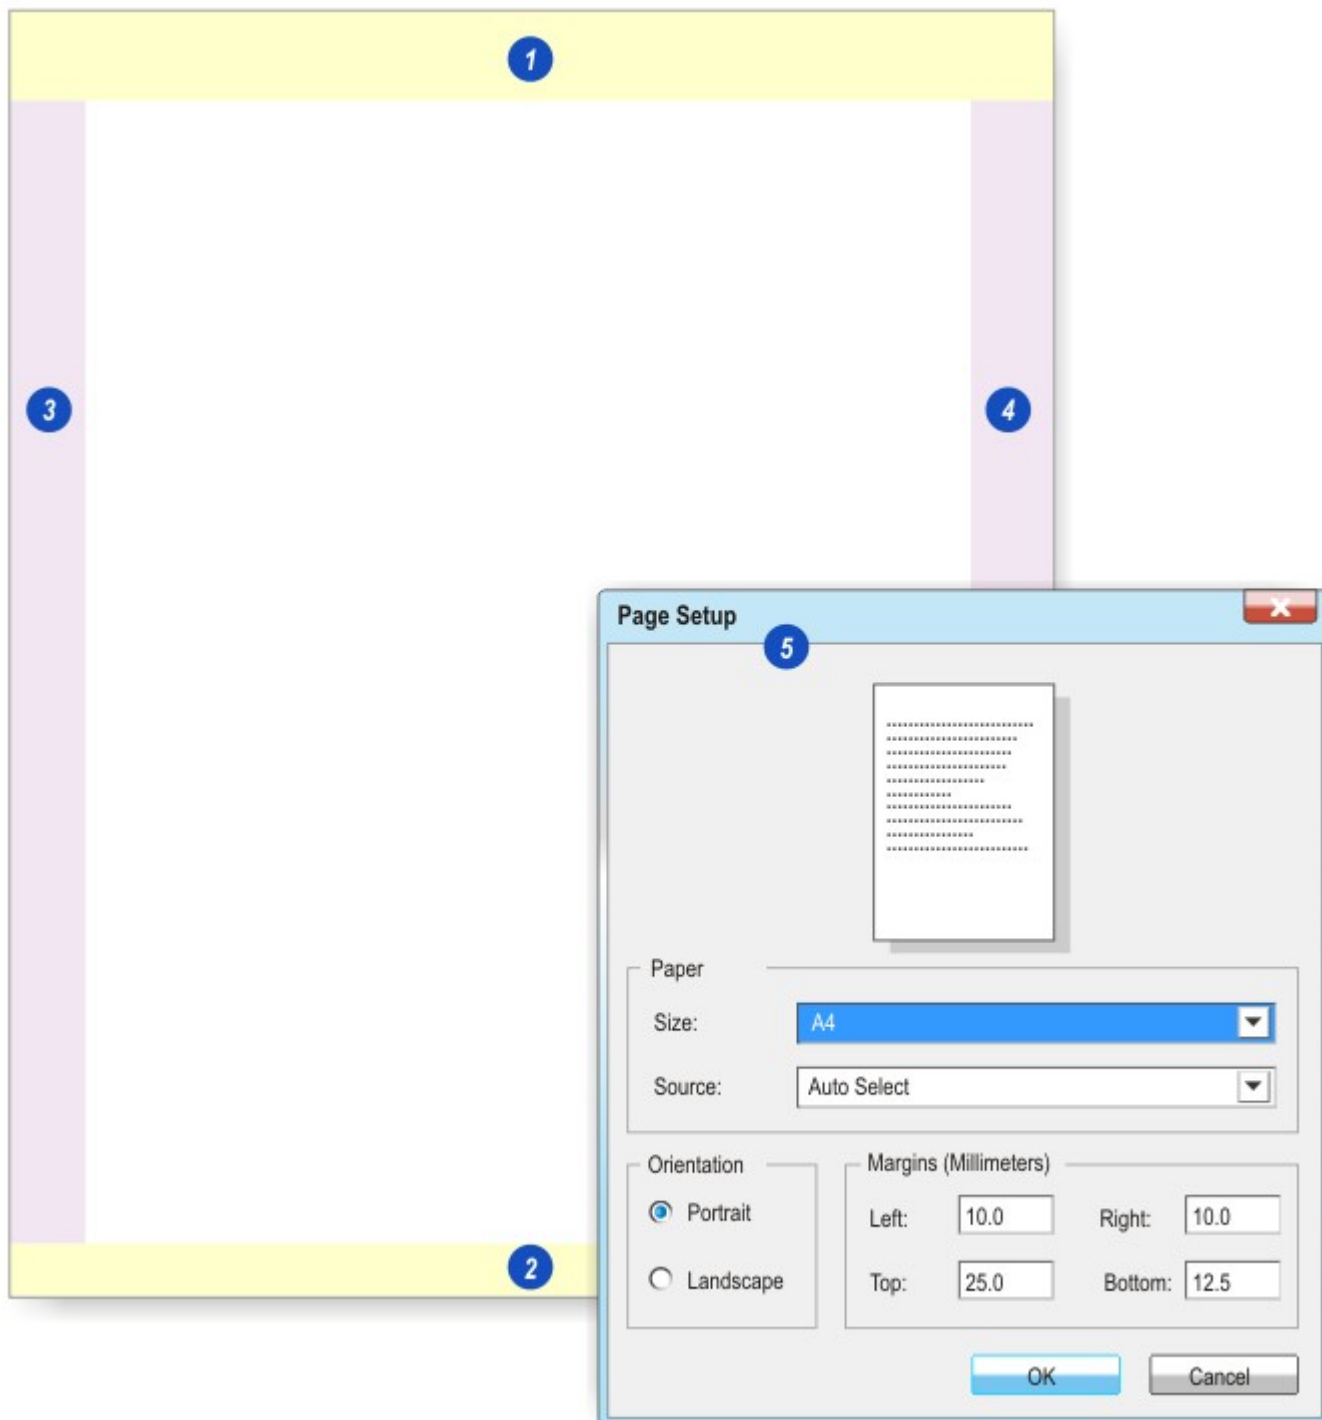 1
3
4
Page Setup
5
Paper
Size: A4
Source: Auto Select
Orientation
Portrait
Landscape
Margins (Millimeters)
Left: 10.0 Right: 10.0
Top: 25.0 Bottom: 12.5
2
OK Cancel